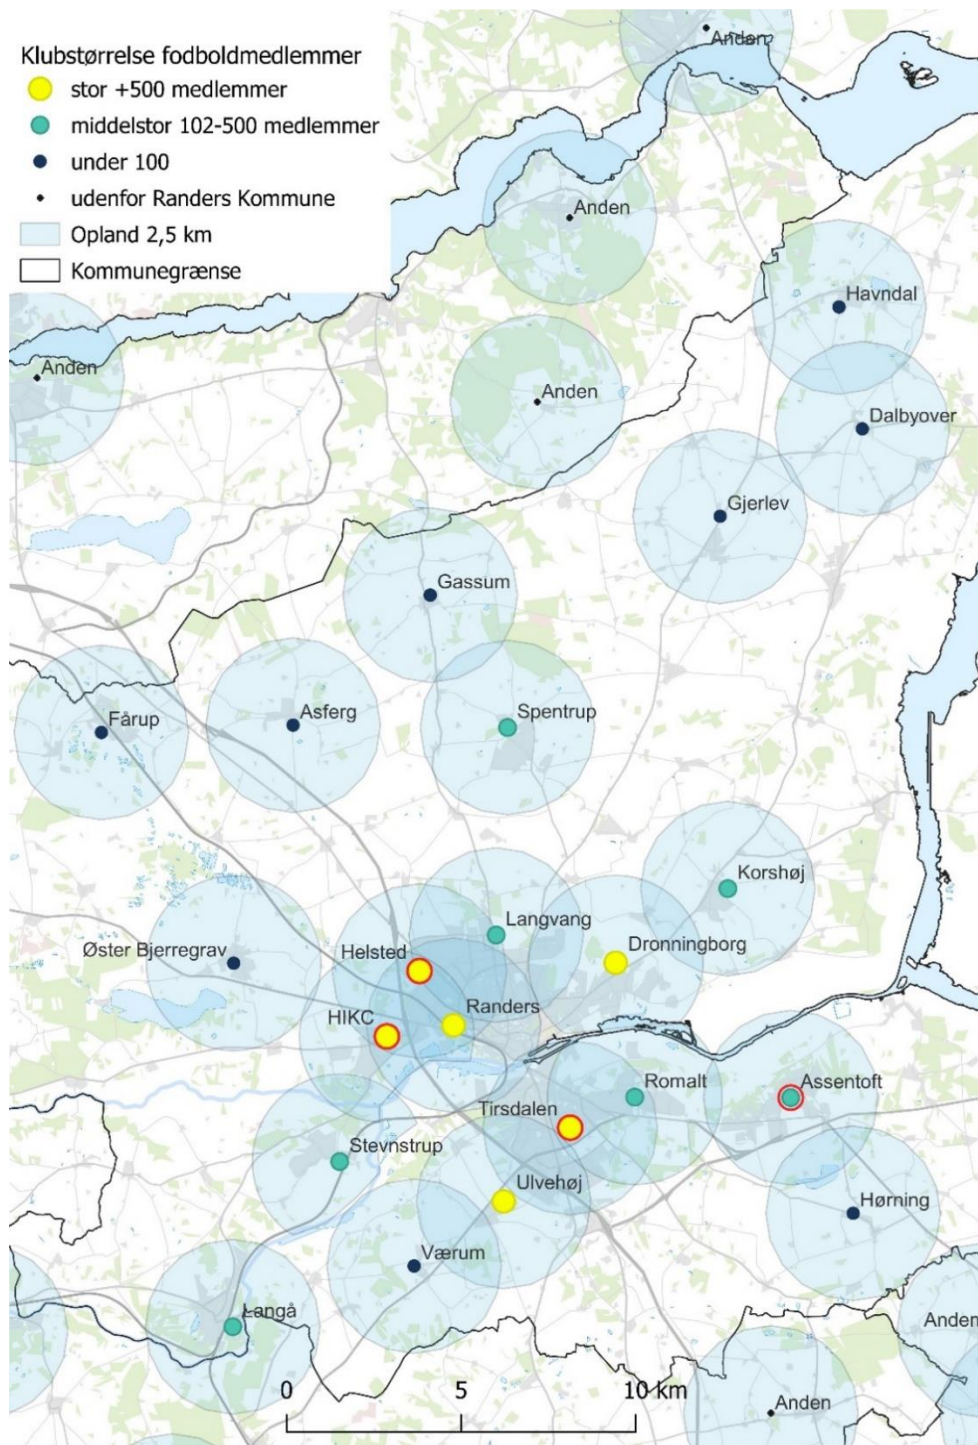 Klubstørrelse fodboldmedlemmer
stor +500 medlemmer
middelstor 102-500 medlemmer
under 100
udenfor Randers Kommune
Opland 2,5 km
Kommunegrænse
Anden
Anden
Havndal
Anden
Anden
Dalbyover
Gjerlev
Gassum
Fårup
Asferg
Spentrup
Korshøj
Langvang
Øster Bjerregrav
Helsted
Dronningborg
HIKC
Randers
Romalt
Assentoft
Tirsdalen
Stevnstrup
Ulvehøj
Hørning
Værum
Langå
Anden
0 5 10 km
Anden